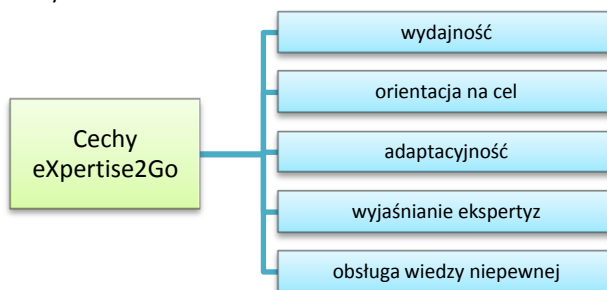 Cechy
eXpertise2Go
wydajność
orientacja na cel
adaptacyjność
wyjaśnianie ekspertyz
obsługa wiedzy niepewnej